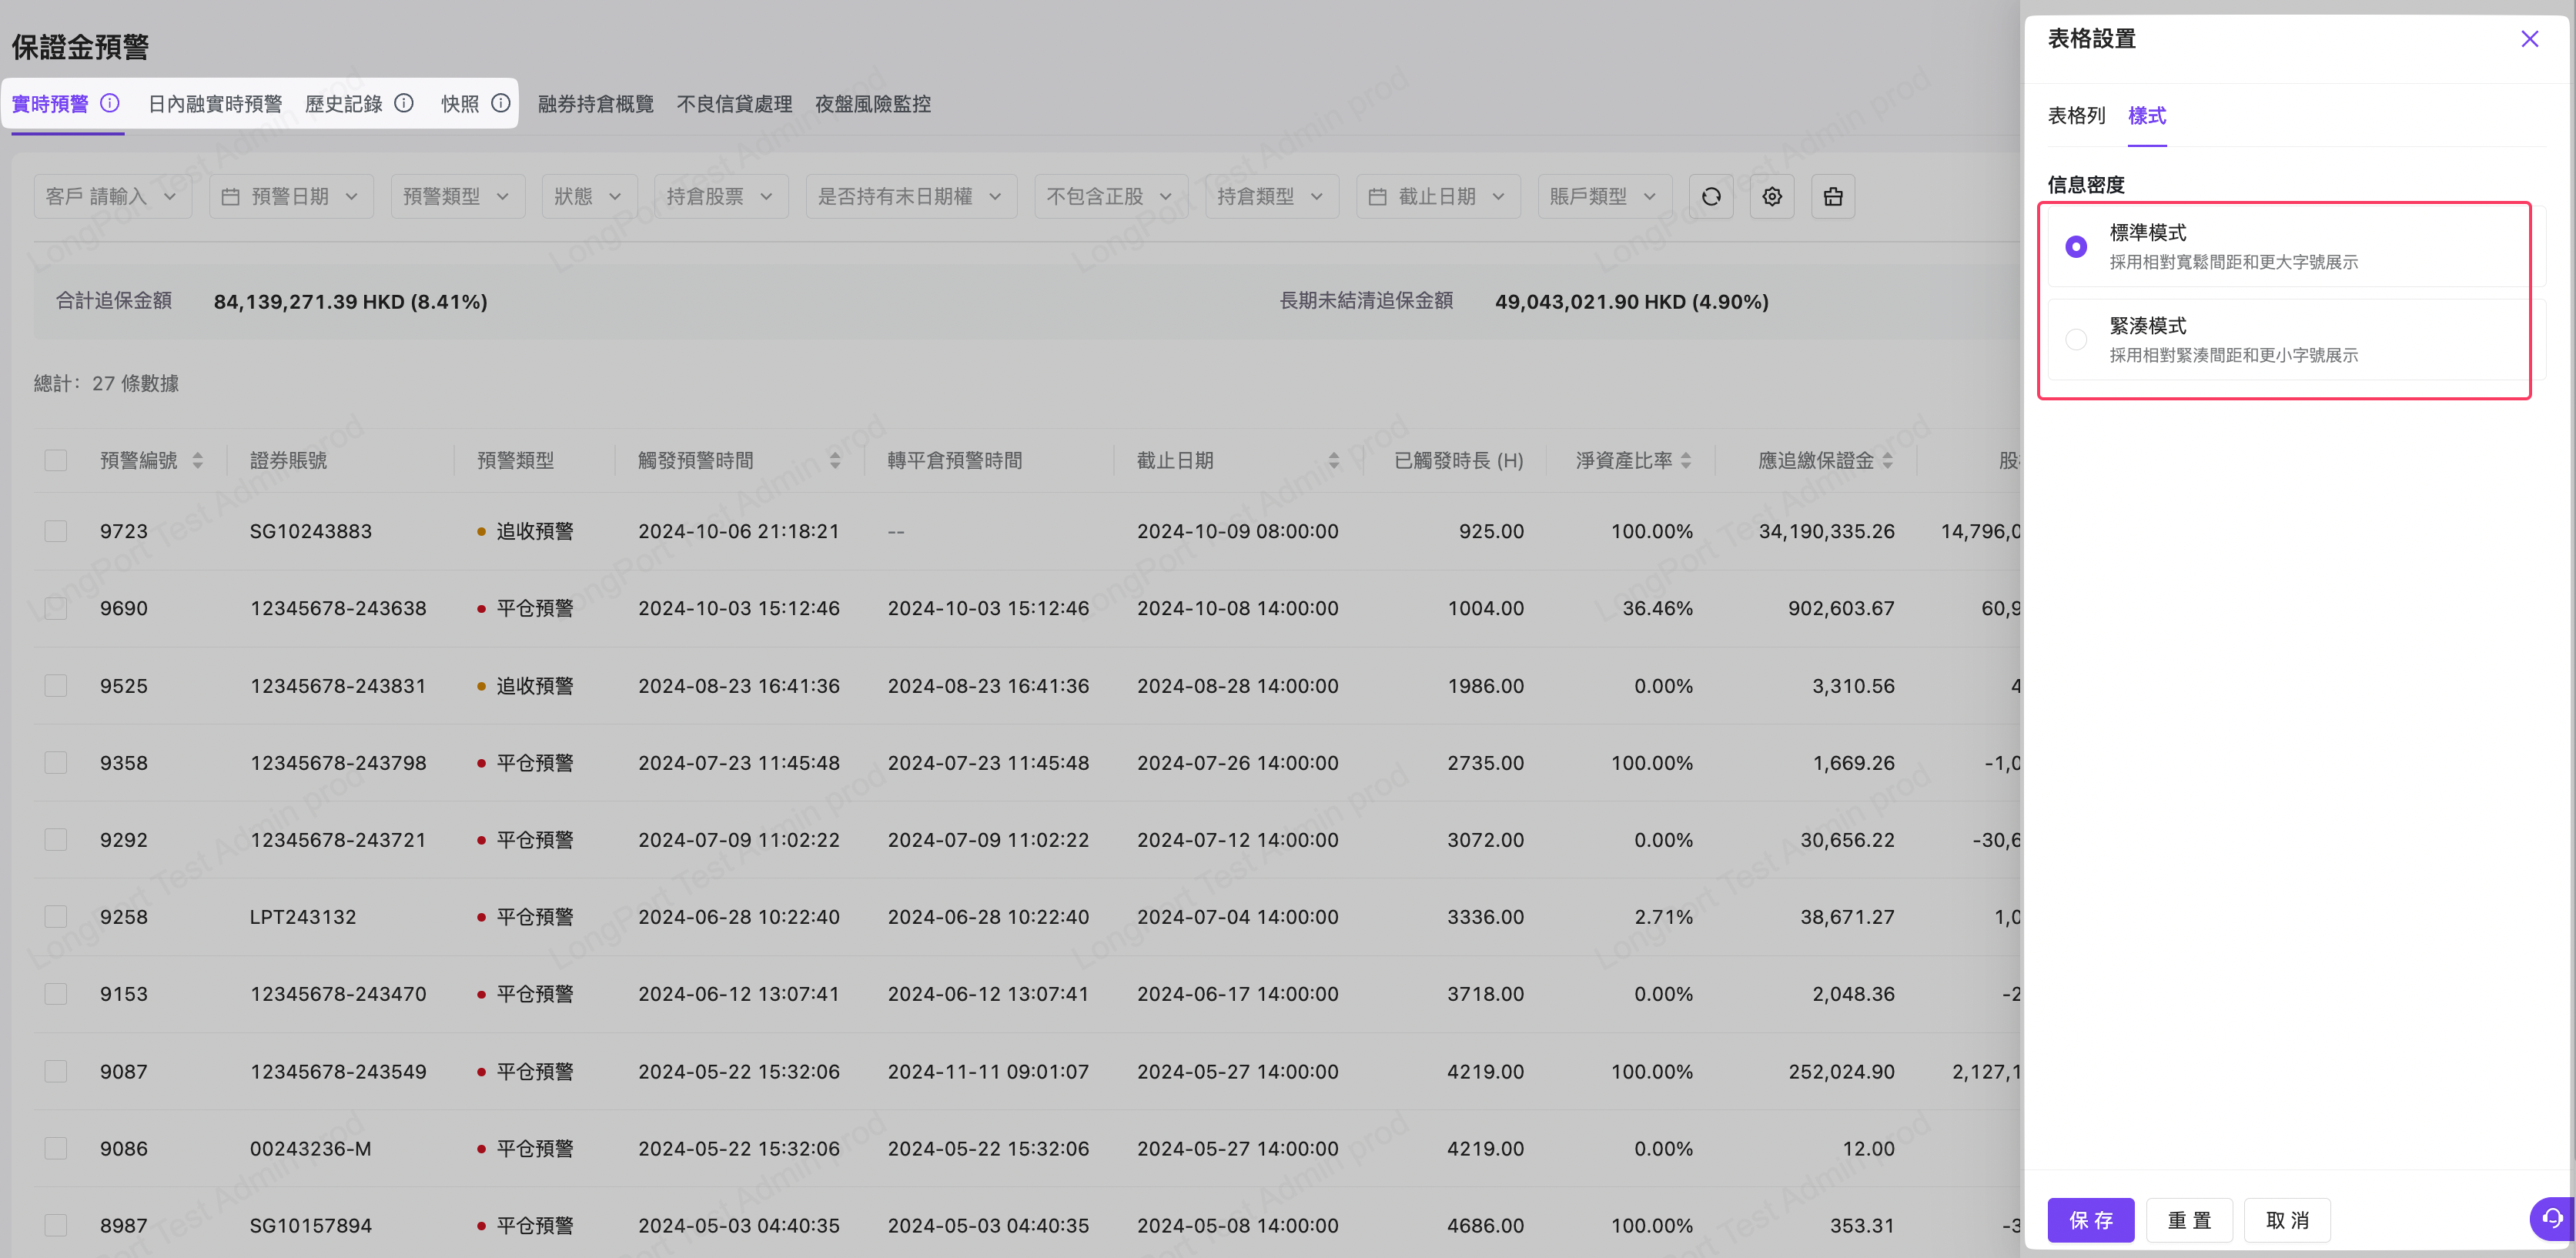 保證金預警
實時預警 日內融實時預警 歷史記錄 快照 融券持倉概覽 不良信貸處理 夜盤風險監控
客戶 請輸入 預警日期 預警類型 狀態 持倉股票 是否持有末日期權 不包含正股 持倉類型 截止日期 賬戶類型
合計追保金額 84,139,271.39 HKD (8.41%) 長期未結清追保金額 49,043,021.90 HKD (4.90%)
總計：27 條數據
預警編號 證券賬號 預警類型 觸發預警時間 轉平倉預警時間 截止日期 已觸發時長 (H) 淨資產比率 應追繳保證金
9723 SG10243883 追收預警 2024-10-06 21:18:21 -- 2024-10-09 08:00:00 925.00 100.00% 34,190,335.26 14,796,0
9690 12345678-243638 平仓預警 2024-10-03 15:12:46 2024-10-03 15:12:46 2024-10-08 14:00:00 1004.00 36.46% 902,603.67 60,9
9525 12345678-243831 追收預警 2024-08-23 16:41:36 2024-08-23 16:41:36 2024-08-28 14:00:00 1986.00 0.00% 3,310.56 4
9358 12345678-243798 平仓預警 2024-07-23 11:45:48 2024-07-23 11:45:48 2024-07-26 14:00:00 2735.00 100.00% 1,669.26 -1,0
9292 12345678-243721 平仓預警 2024-07-09 11:02:22 2024-07-09 11:02:22 2024-07-12 14:00:00 3072.00 0.00% 30,656.22 -30,6
9258 LPT243132 平仓預警 2024-06-28 10:22:40 2024-06-28 10:22:40 2024-07-04 14:00:00 3336.00 2.71% 38,671.27 1,0
9153 12345678-243470 平仓預警 2024-06-12 13:07:41 2024-06-12 13:07:41 2024-06-17 14:00:00 3718.00 0.00% 2,048.36 -2
9087 12345678-243549 平仓預警 2024-05-22 15:32:06 2024-11-11 09:01:07 2024-05-27 14:00:00 4219.00 100.00% 252,024.90 2,127,1
9086 00243236-M 平仓預警 2024-05-22 15:32:06 2024-05-22 15:32:06 2024-05-27 14:00:00 4219.00 0.00% 12.00
8987 SG10157894 平仓預警 2024-05-03 04:40:35 2024-05-03 04:40:35 2024-05-08 14:00:00 4686.00 100.00% 353.31 -3
LongPort Test Admin prod
表格設置
表格列 樣式
信息密度
標準模式
採用相對寬鬆間距和更大字號展示
緊湊模式
採用相對緊湊間距和更小字號展示
保存 重置 取消